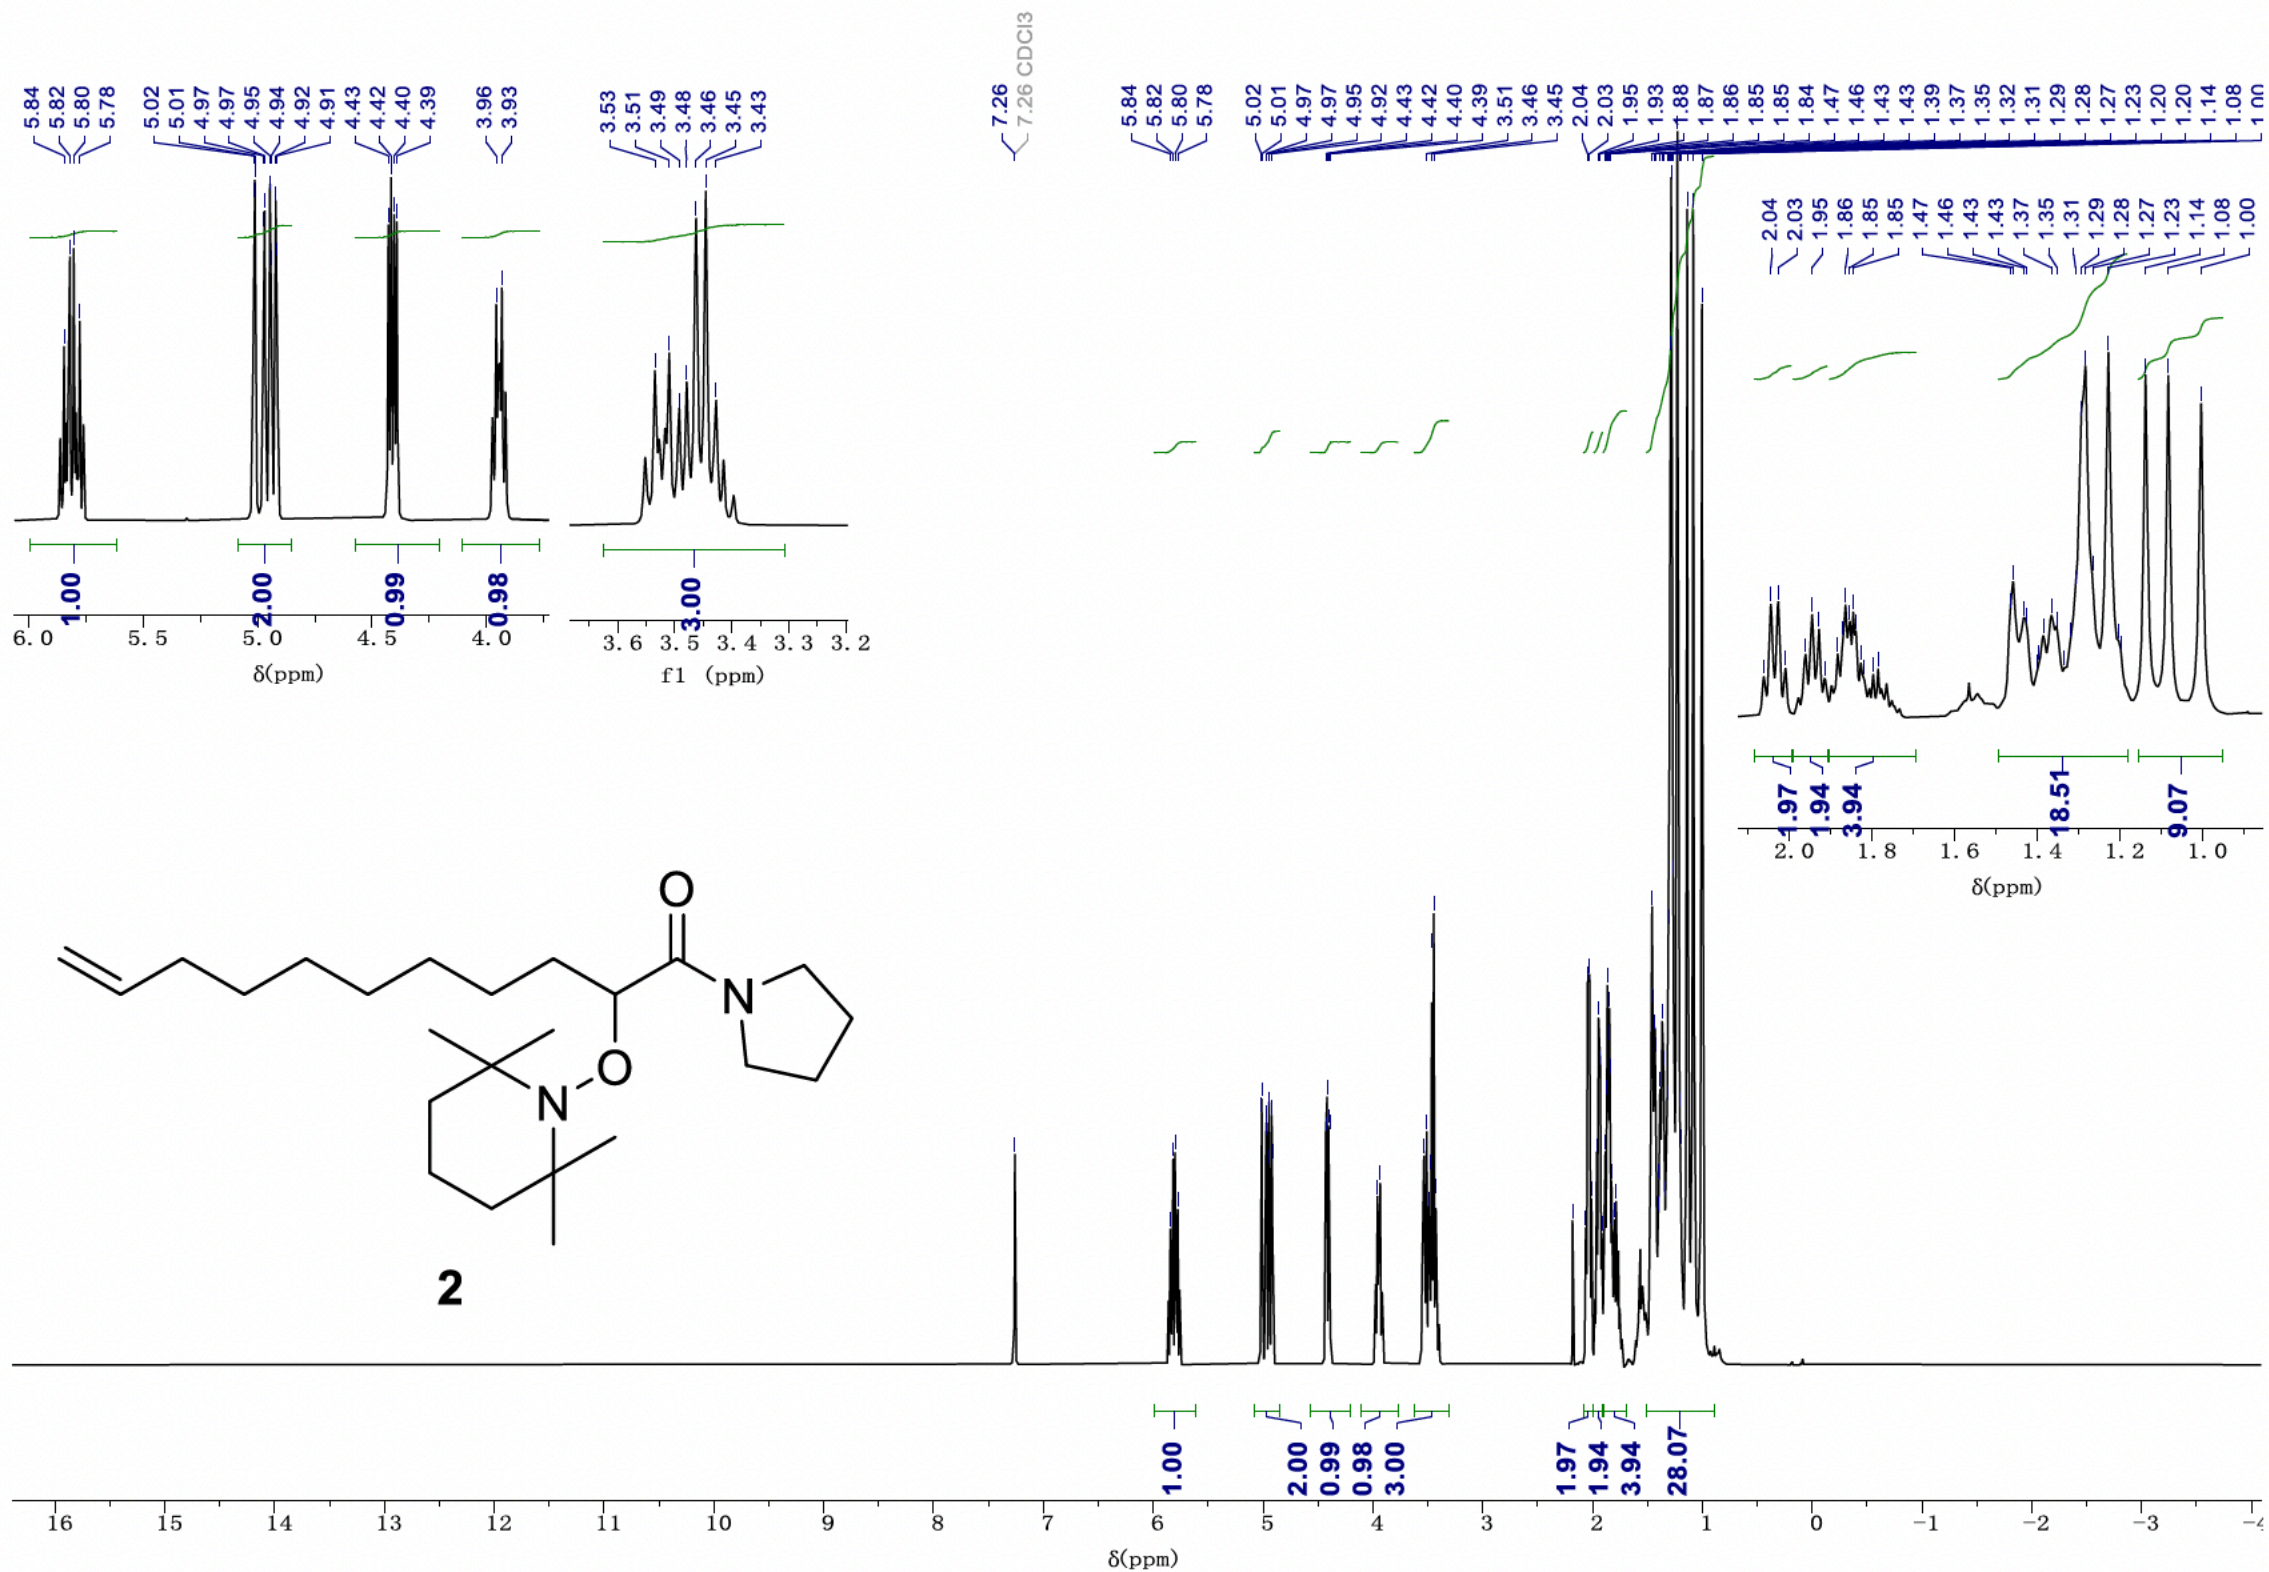 5.84 5.82 5.80 5.78 5.02 5.01 4.97 4.97 4.95 4.94 4.92 4.91 4.43 4.42 4.40 4.39 3.96 3.93
3.53 3.51 3.49 3.48 3.46 3.45 3.43
7.26
7.26 CDCl3
5.84 5.82 5.80 5.78 5.02 5.01 4.97 4.97 4.95 4.92 4.43 4.42 4.40 4.39 3.51 3.46 3.45 2.04 2.03 1.95 1.93 1.88 1.87 1.86 1.85 1.85 1.84 1.47 1.46 1.43 1.43 1.39 1.37 1.35 1.32 1.31 1.29 1.28 1.27 1.23 1.20 1.20 1.14 1.08 1.00
2.04 2.03 1.95 1.86 1.85 1.85 1.47 1.46 1.43 1.43 1.37 1.35 1.31 1.29 1.28 1.27 1.23 1.14 1.08 1.00
1.00 2.00 0.99 0.98
6.0 5.5 5.0 4.5 4.0
δ(ppm)
3.00
3.6 3.5 3.4 3.3 3.2
f1 (ppm)
1.97 1.94 3.94 18.51 9.07
2.0 1.8 1.6 1.4 1.2 1.0
δ(ppm)
O
N
O
N
2
1.00 2.00 0.99 0.98 3.00 1.97 1.94 3.94 28.07
16 15 14 13 12 11 10 9 8 7 6 5 4 3 2 1 0 -1 -2 -3 -4
δ(ppm)